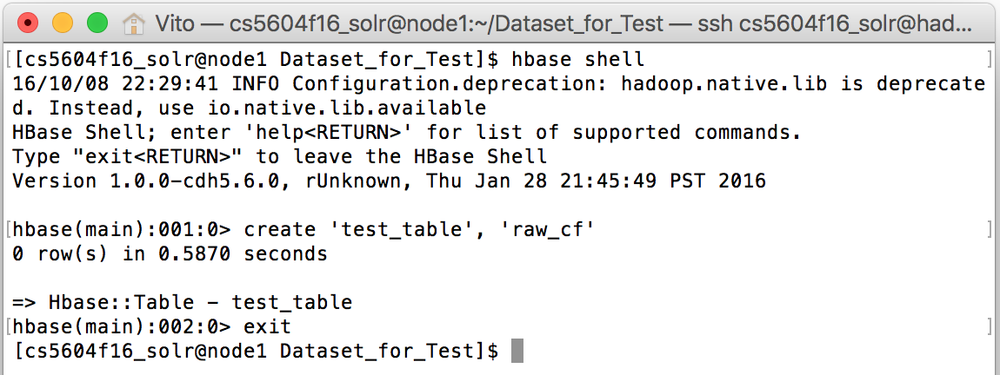 Vito — cs5604f16_solr@node1:~/Dataset_for_Test — ssh cs5604f16_solr@had...
[[cs5604f16_solr@node1 Dataset_for_Test]$ hbase shell ]
16/10/08 22:29:41 INFO Configuration.deprecation: hadoop.native.lib is deprecate
d. Instead, use io.native.lib.available
HBase Shell; enter 'help<RETURN>' for list of supported commands.
Type "exit<RETURN>" to leave the HBase Shell
Version 1.0.0-cdh5.6.0, rUnknown, Thu Jan 28 21:45:49 PST 2016
[hbase(main):001:0> create 'test_table', 'raw_cf' ]
0 row(s) in 0.5870 seconds
=> Hbase::Table - test_table
[hbase(main):002:0> exit ]
[cs5604f16_solr@node1 Dataset_for_Test]$